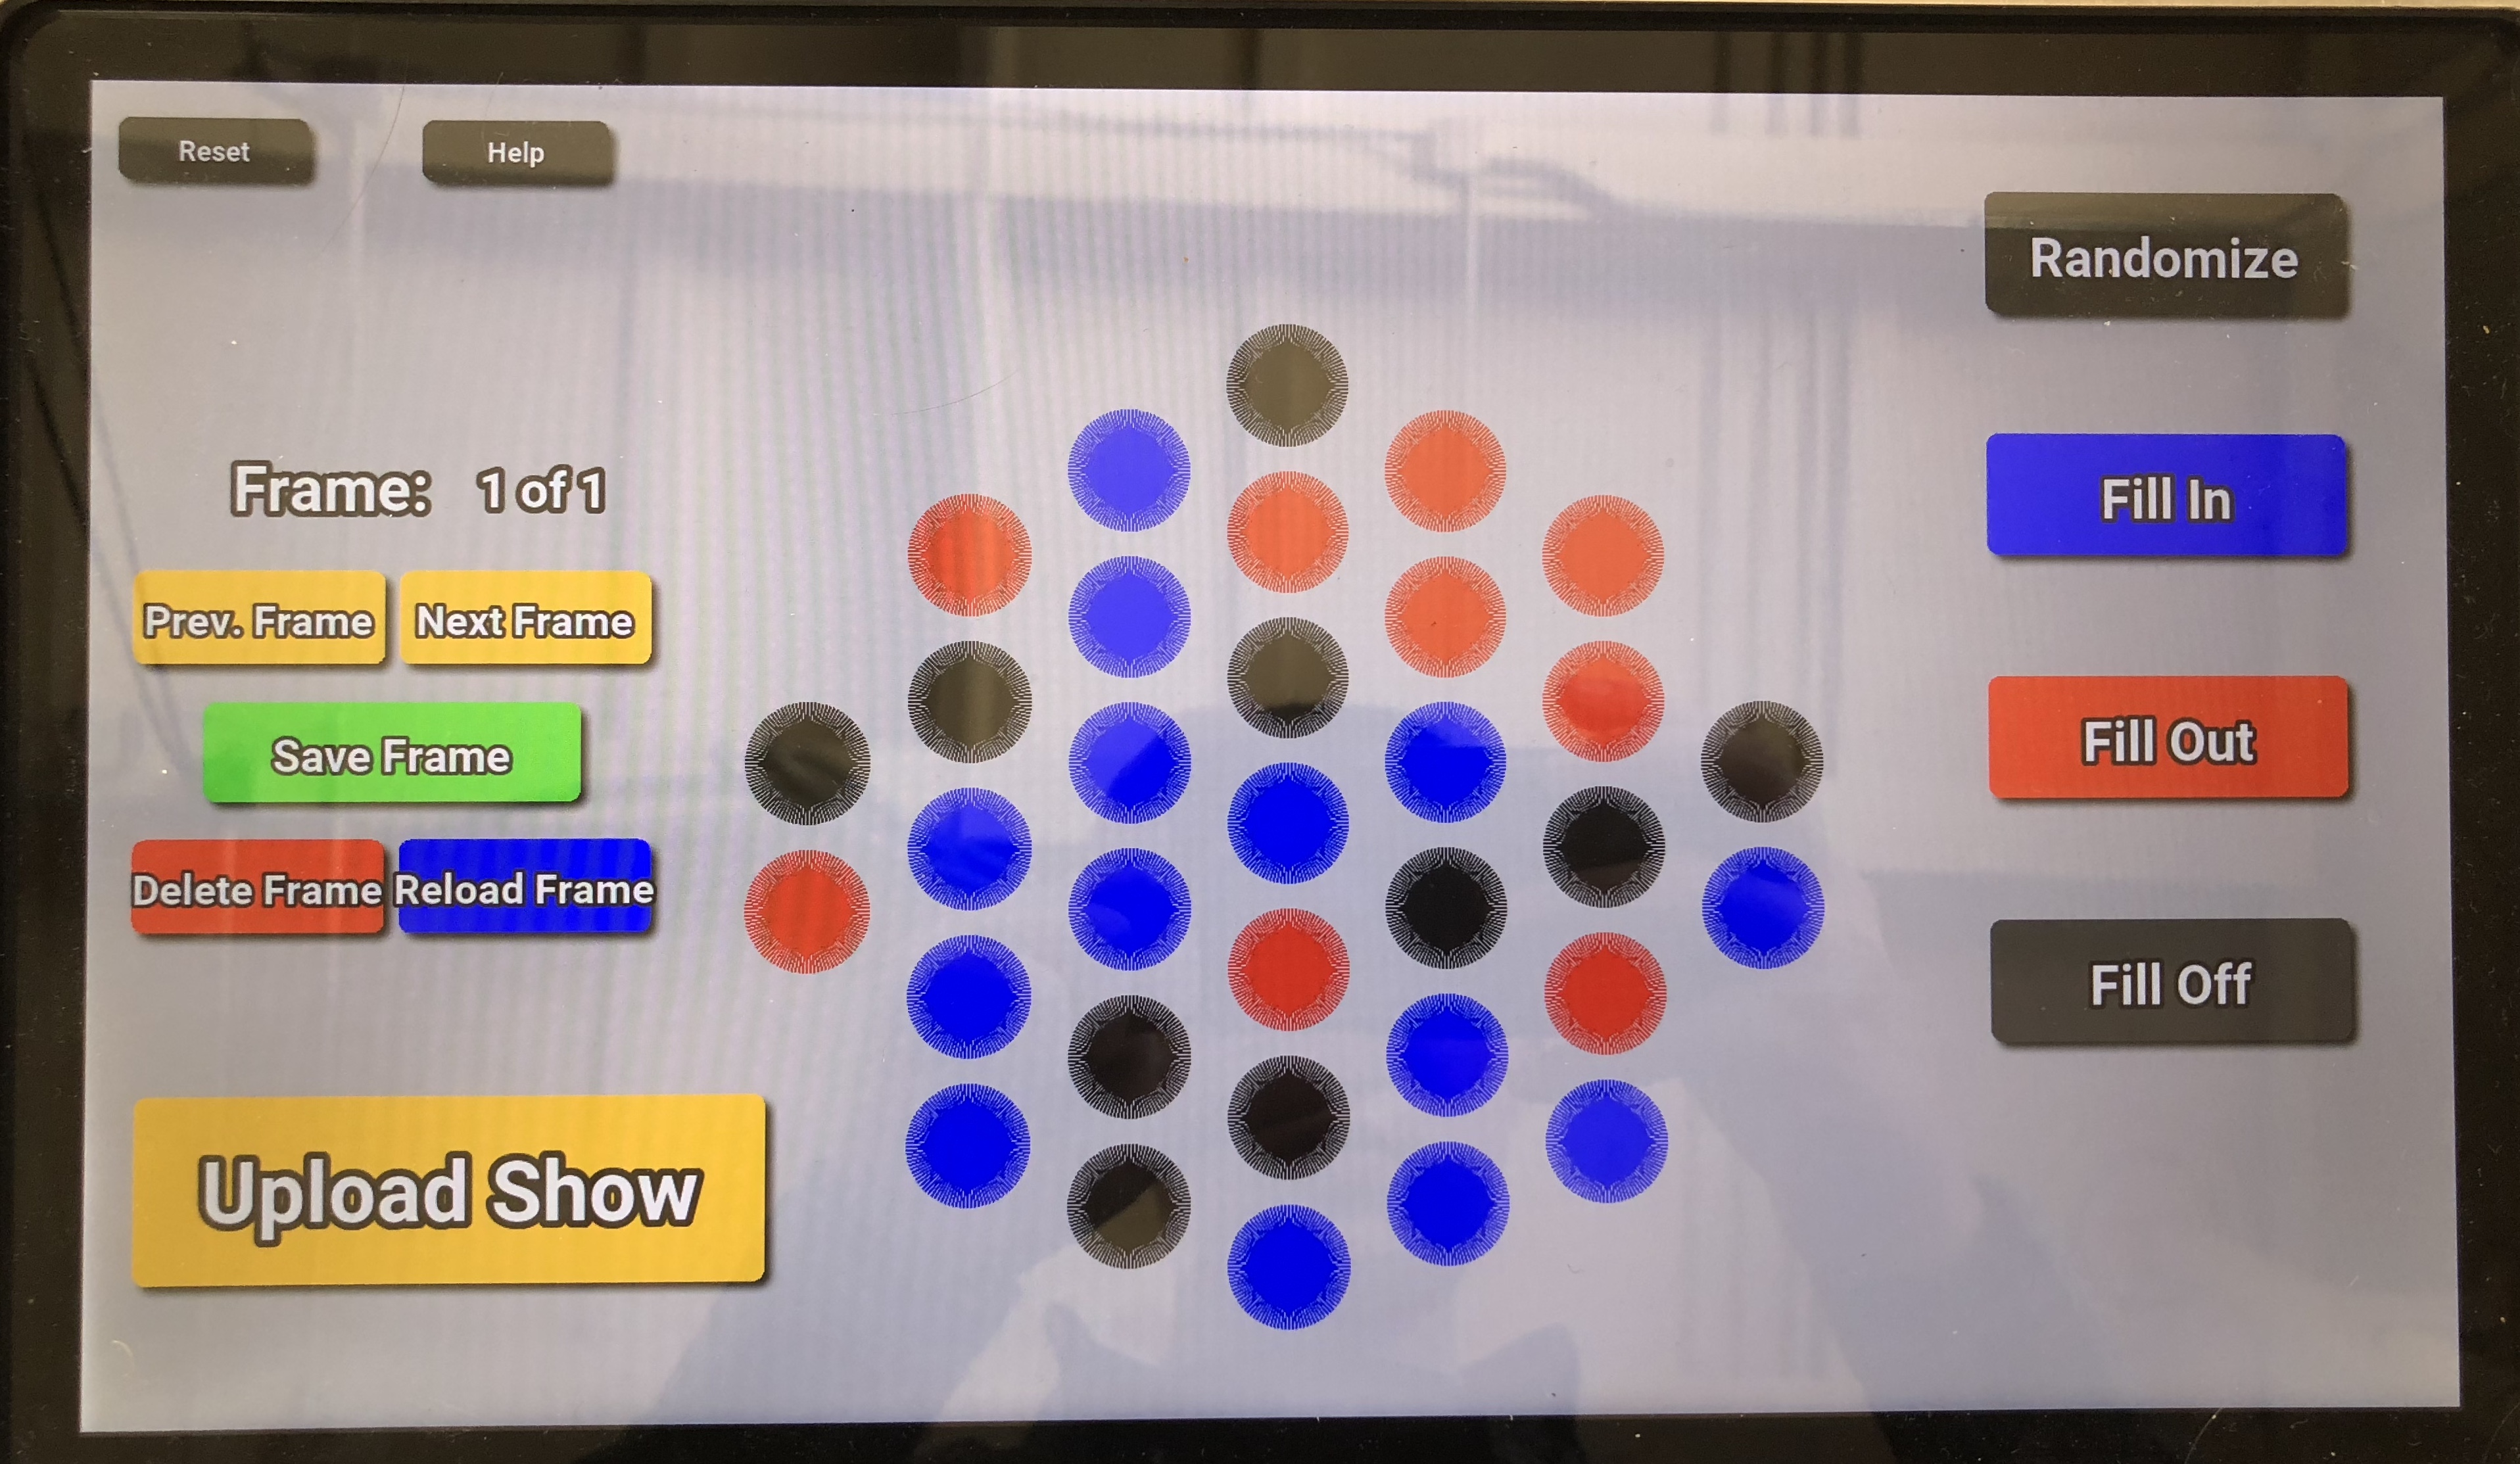 Reset
Help
Randomize
Frame: 1 of 1
Fill In
Prev. Frame
Next Frame
Save Frame
Fill Out
Delete Frame
Reload Frame
Fill Off
Upload Show